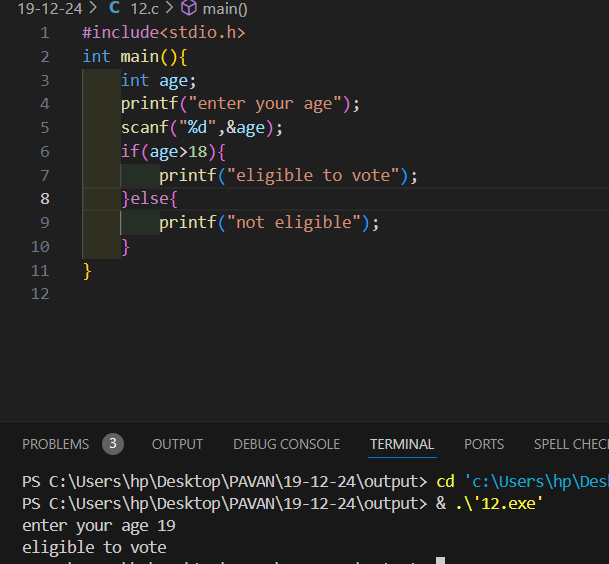 19-12-24 > C 12.c > main()
1 #include<stdio.h>
2 int main(){
3 int age;
4 printf("enter your age");
5 scanf("%d",&age);
6 if(age>18){
7 printf("eligible to vote");
8 }else{
9 printf("not eligible");
10 }
11 }
12
PROBLEMS 3 OUTPUT DEBUG CONSOLE TERMINAL PORTS SPELL CHEC
PS C:\Users\hp\Desktop\PAVAN\19-12-24\output> cd 'c:\Users\hp\Des
PS C:\Users\hp\Desktop\PAVAN\19-12-24\output> & .\'12.exe'
enter your age 19
eligible to vote